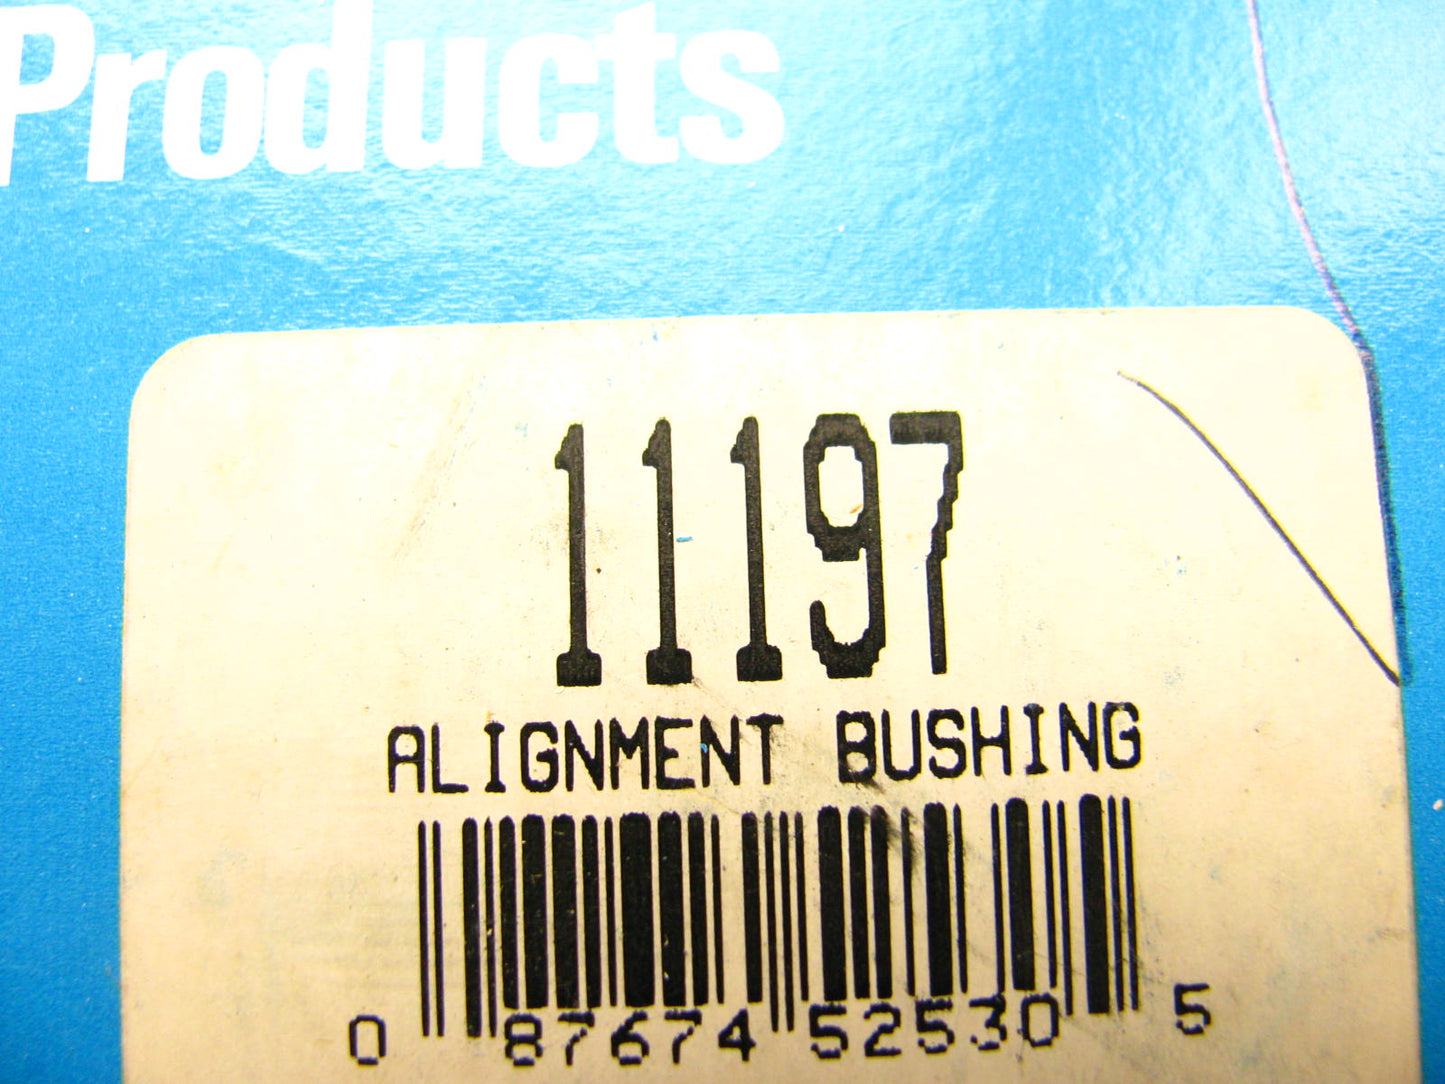 Products
11197
ALIGNMENT BUSHING
0 87674 52530 5